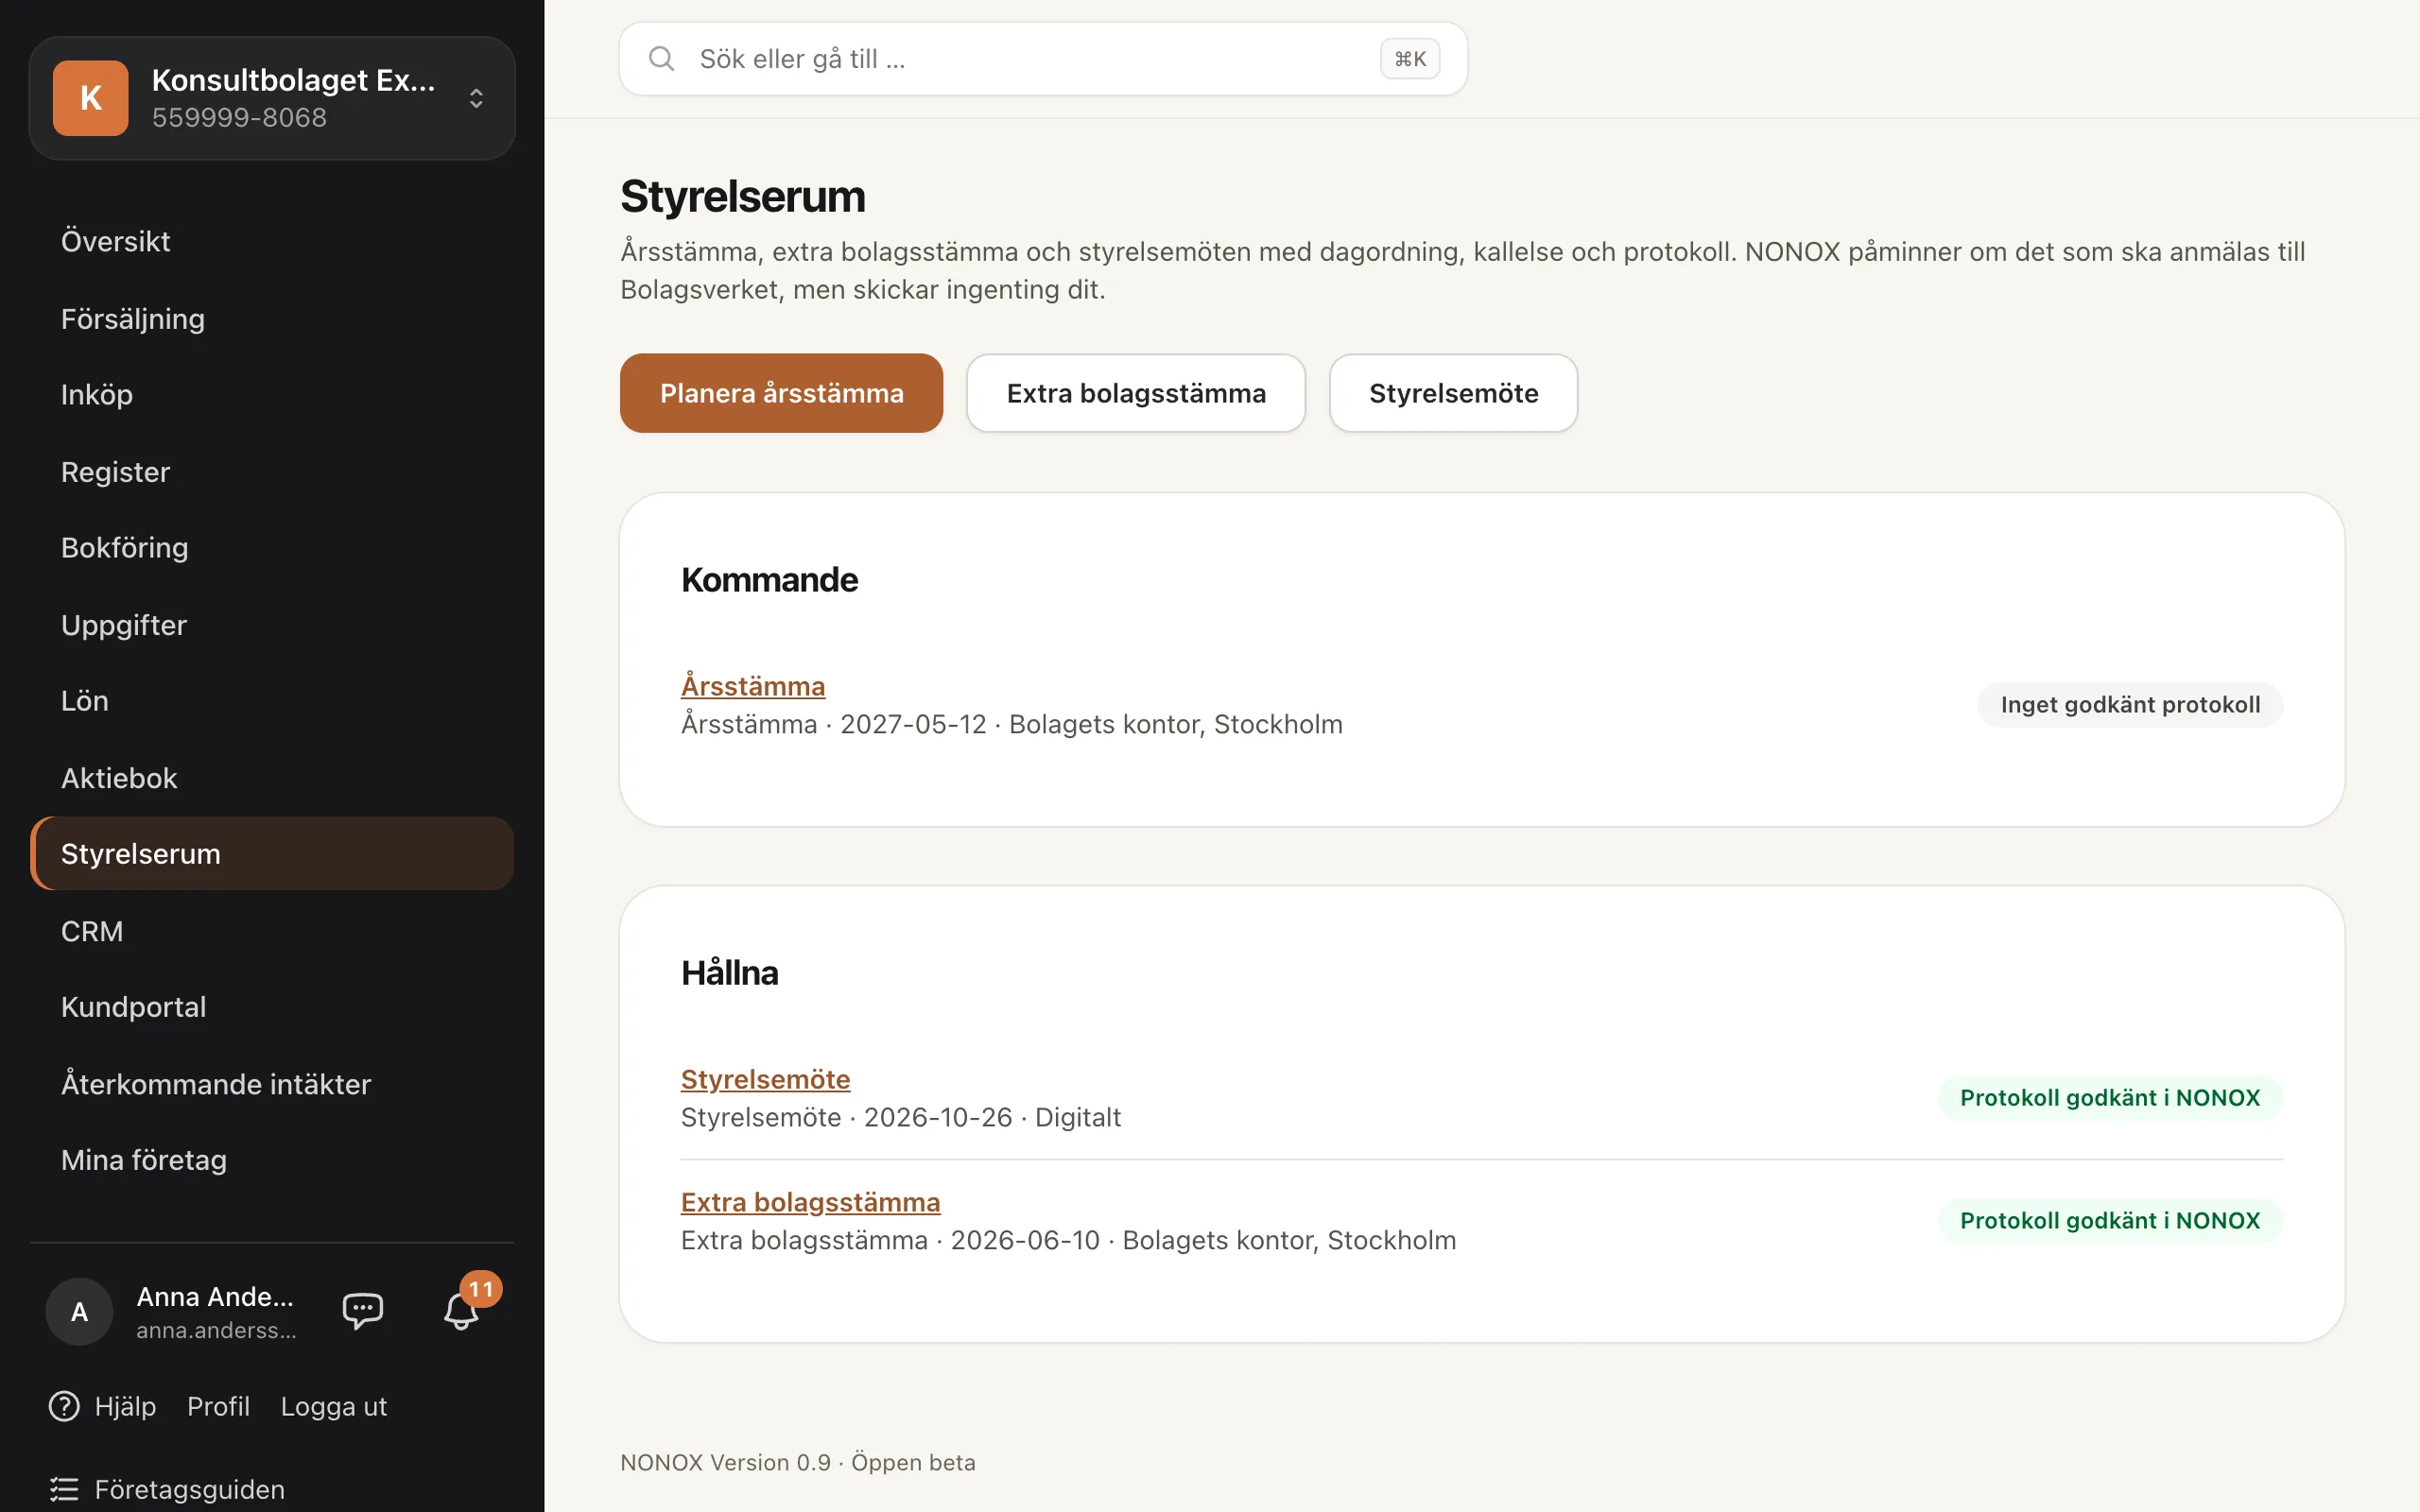 K
Konsultbolaget Ex...
559999-8068
Översikt
Försäljning
Inköp
Register
Bokföring
Uppgifter
Lön
Aktiebok
Styrelserum
CRM
Kundportal
Återkommande intäkter
Mina företag
A
Anna Ande...
anna.anderss...
11
Hjälp
Profil
Logga ut
Företagsguiden
Sök eller gå till ...
⌘K
Styrelserum
Årsstämma, extra bolagsstämma och styrelsemöten med dagordning, kallelse och protokoll. NONOX påminner om det som ska anmälas till
Bolagsverket, men skickar ingenting dit.
Planera årsstämma
Extra bolagsstämma
Styrelsemöte
Kommande
Årsstämma
Årsstämma · 2027-05-12 · Bolagets kontor, Stockholm
Inget godkänt protokoll
Hållna
Styrelsemöte
Styrelsemöte · 2026-10-26 · Digitalt
Protokoll godkänt i NONOX
Extra bolagsstämma
Extra bolagsstämma · 2026-06-10 · Bolagets kontor, Stockholm
Protokoll godkänt i NONOX
NONOX Version 0.9 · Öppen beta